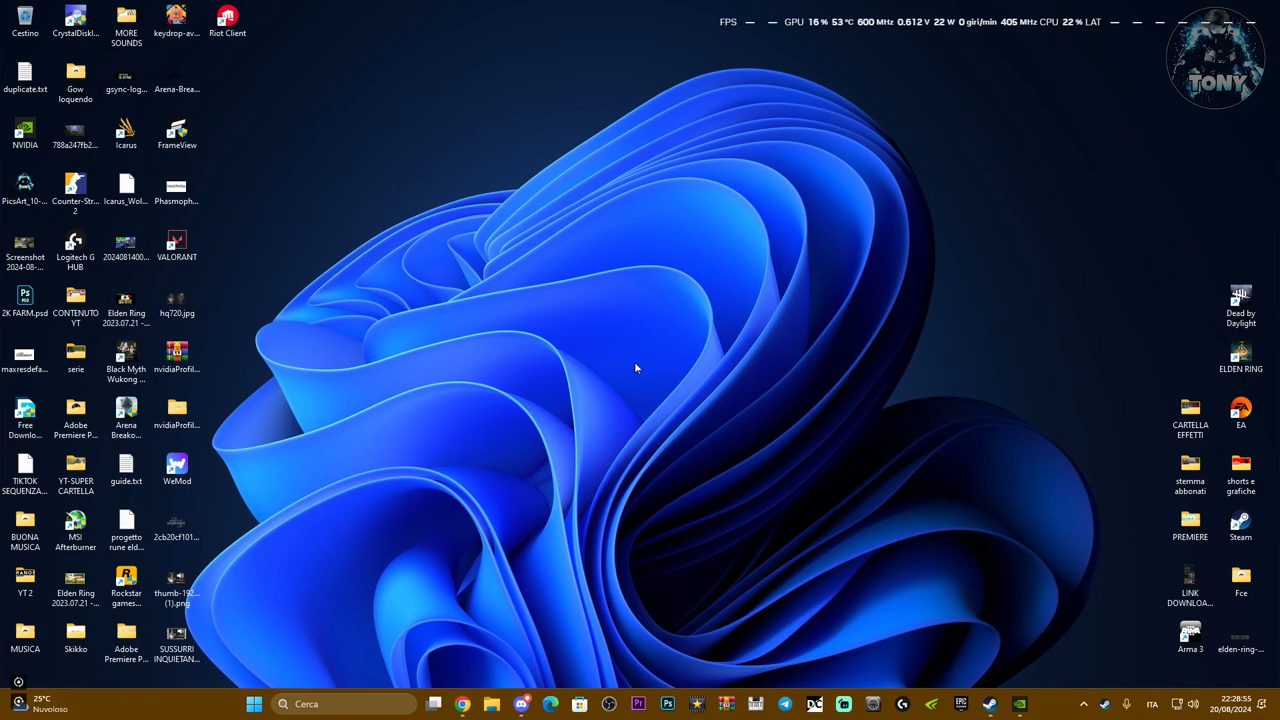 FPS — — GPU 16 % 53 °C 600 MHz 0.612 V 22 W 0 giri/min 405 MHz CPU 22 % LAT — — — — — — —
TONY
Cestino
CrystalDiskI...
MORE SOUNDS
keydrop-av...
Riot Client
duplicate.txt
Gow loquendo
gsync-log...
Arena-Brea...
NVIDIA
788a247fb2...
Icarus
FrameView
PicsArt_10-...
Counter-Str... 2
Icarus_Wol...
Phasmoph...
Screenshot 2024-08-...
Logitech G HUB
2024081400...
VALORANT
2K FARM.psd
CONTENUTO YT
Elden Ring 2023.07.21 -...
hq720.jpg
maxresdefa...
serie
Black Myth Wukong ...
nvidiaProfil...
Free Downlo...
Adobe Premiere P...
Arena Breako...
nvidiaProfil...
TIKTOK SEQUENZA...
YT-SUPER CARTELLA
guide.txt
WeMod
BUONA MUSICA
MSI Afterburner
progetto rune eld...
2cb20cf101...
YT 2
Elden Ring 2023.07.21 -...
Rockstar games...
thumb-192... (1).png
MUSICA
Skikko
Adobe Premiere P...
SUSSURRI INQUIETAN...
Dead by Daylight
ELDEN RING
CARTELLA EFFETTI
EA
stemma abbonati
shorts e grafiche
PREMIERE
Steam
LINK DOWNLOA...
Fce
Arma 3
elden-ring-...
25°C
Nuvoloso
Cerca
ITA
22:28:55
20/08/2024